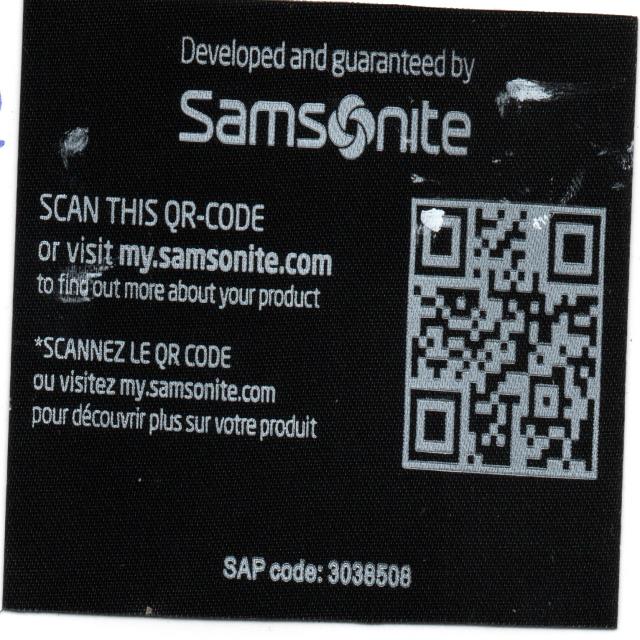 Developed and guaranteed by
Samsonite
SCAN THIS QR-CODE
or visit my.samsonite.com
to find out more about your product
*SCANNEZ LE QR CODE
ou visitez my.samsonite.com
pour découvrir plus sur votre produit
SAP code: 3038508